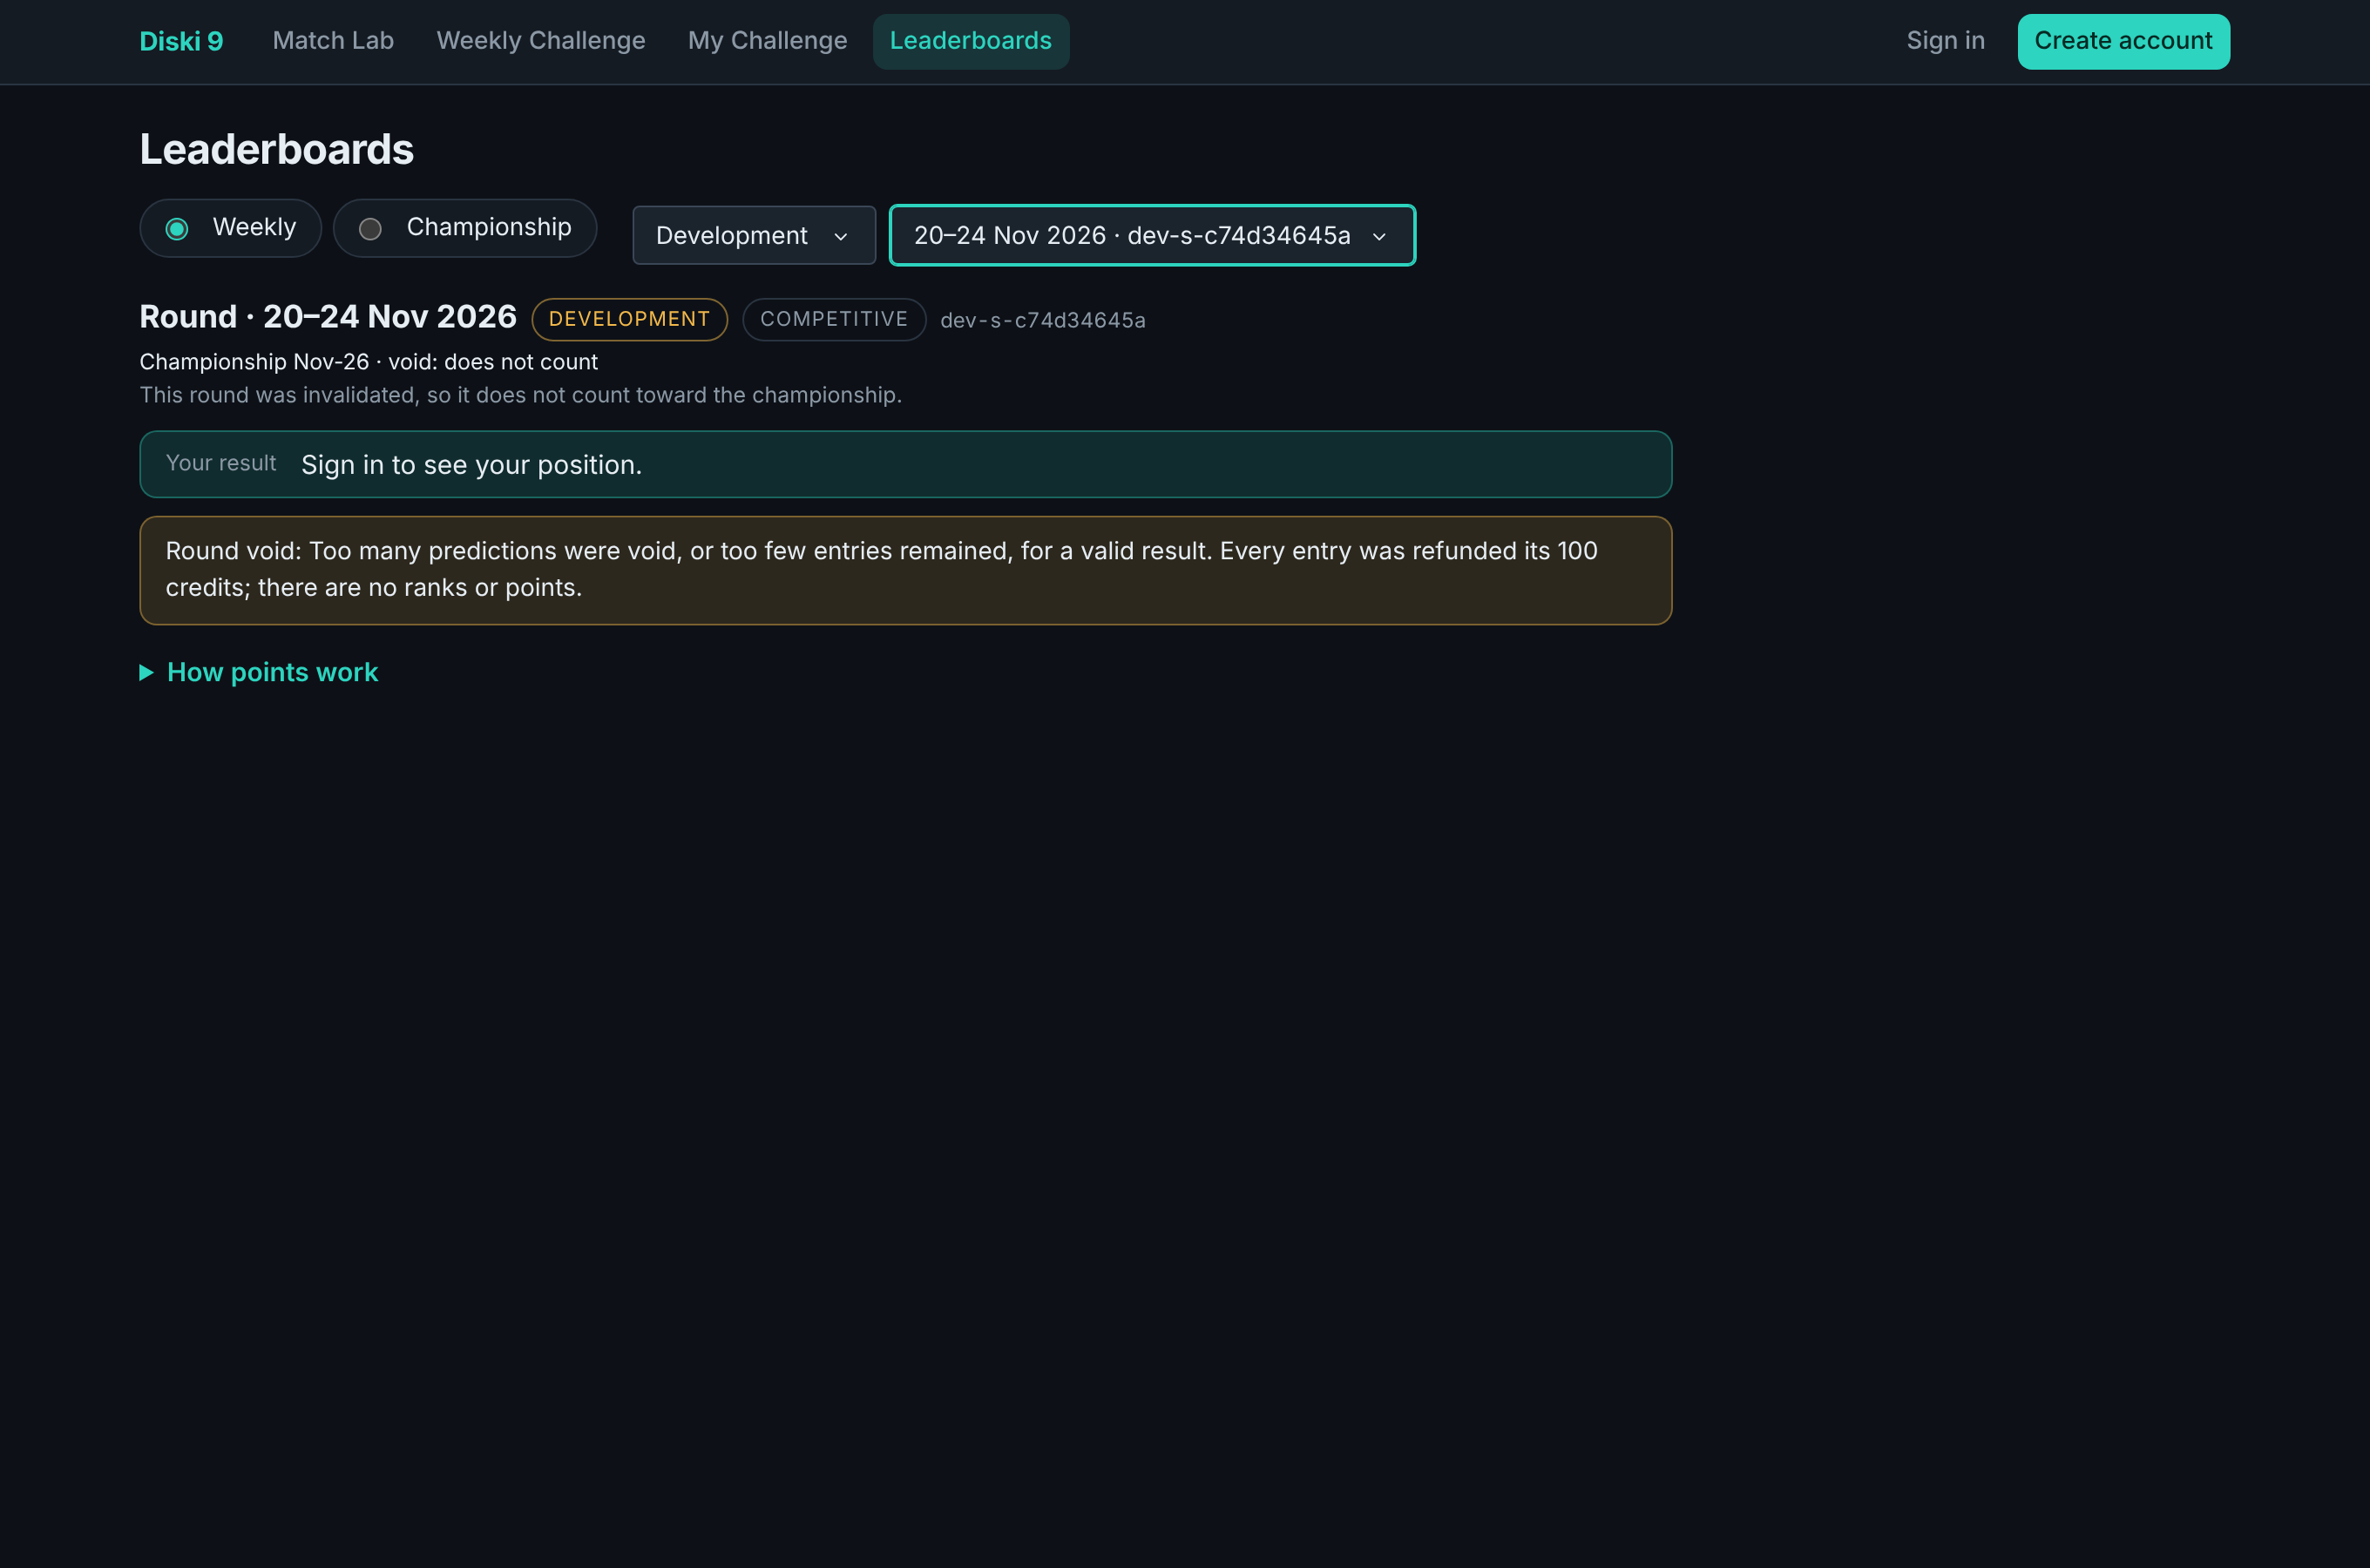 Diski 9 Match Lab Weekly Challenge My Challenge Leaderboards Sign in Create account
Leaderboards
Weekly Championship Development 20–24 Nov 2026 · dev-s-c74d34645a
Round · 20–24 Nov 2026 DEVELOPMENT COMPETITIVE dev-s-c74d34645a
Championship Nov-26 · void: does not count
This round was invalidated, so it does not count toward the championship.
Your result Sign in to see your position.
Round void: Too many predictions were void, or too few entries remained, for a valid result. Every entry was refunded its 100
credits; there are no ranks or points.
How points work